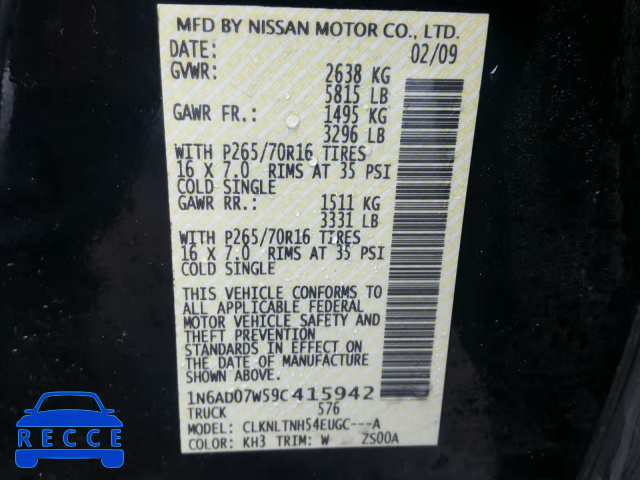 MFD BY NISSAN MOTOR CO., LTD.
DATE: 02/09
GVWR: 2638 KG
5815 LB
GAWR FR.: 1495 KG
3296 LB
WITH P265/70R16 TIRES
16 X 7.0 RIMS AT 35 PSI
COLD SINGLE
GAWR RR.: 1511 KG
3331 LB
WITH P265/70R16 TIRES
16 X 7.0 RIMS AT 35 PSI
COLD SINGLE
THIS VEHICLE CONFORMS TO
ALL APPLICABLE FEDERAL
MOTOR VEHICLE SAFETY AND
THEFT PREVENTION
STANDARDS IN EFFECT ON
THE DATE OF MANUFACTURE
SHOWN ABOVE.
1N6AD07W59C415942
TRUCK 576
MODEL: CLKNLTNH54EUGC---A
COLOR: KH3 TRIM: W ZS00A
RECCE